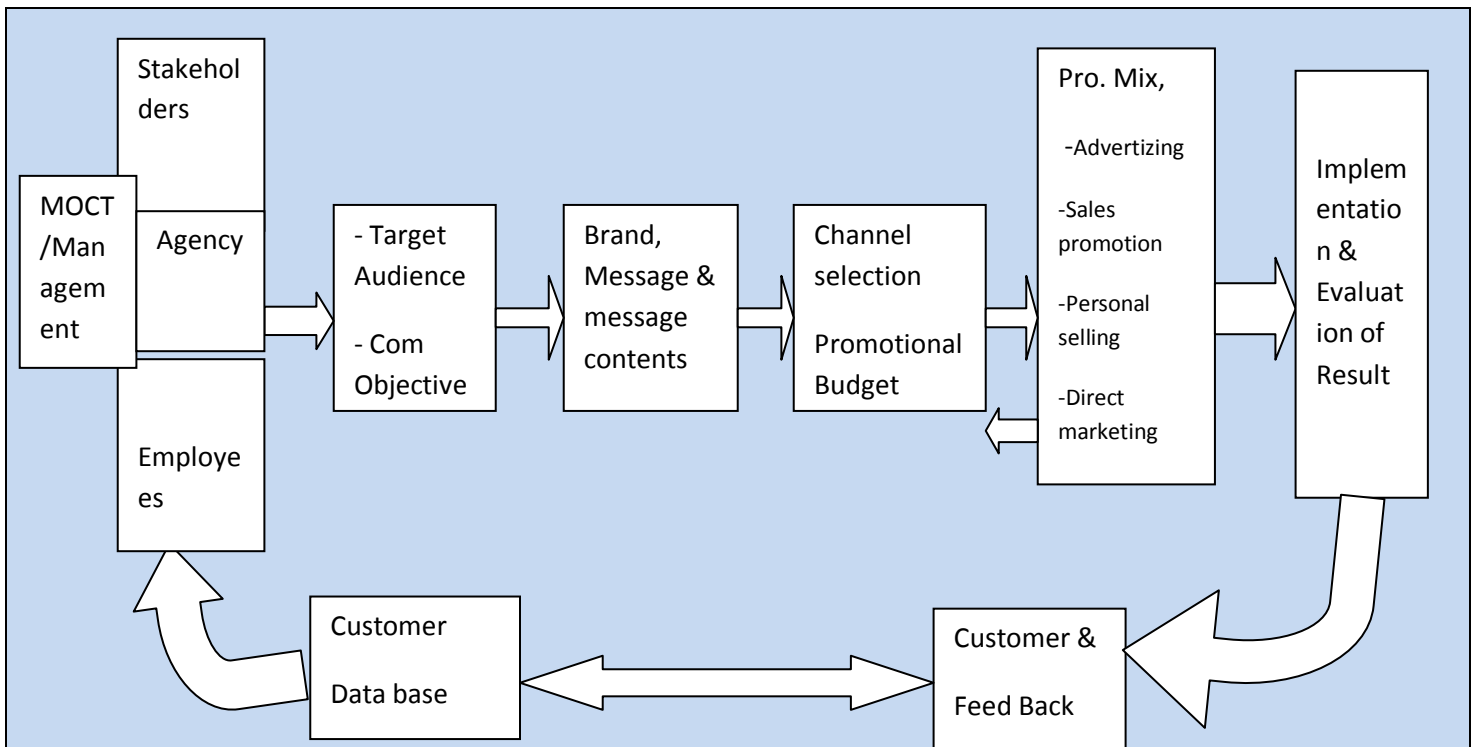 Stakehol
ders
MOCT
/Man
agem
ent
Agency
Employe
es
- Target
Audience
- Com
Objective
Brand,
Message &
message
contents
Channel
selection
Promotional
Budget
Pro. Mix,
-Advertizing
-Sales
promotion
-Personal
selling
-Direct
marketing
Implem
entatio
n &
Evaluat
ion of
Result
Customer
Data base
Customer &
Feed Back